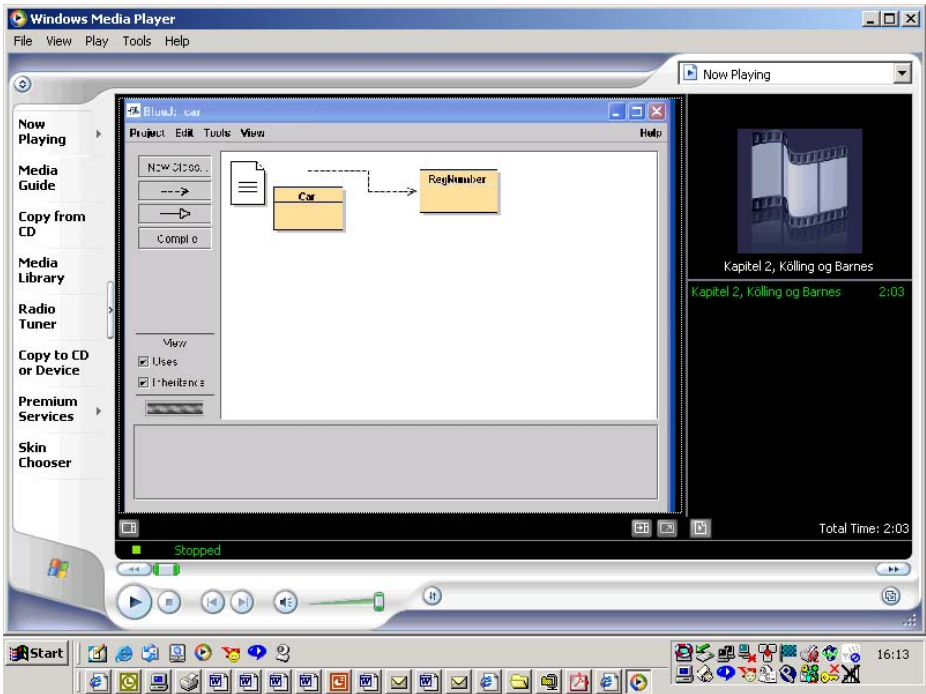 Windows Media Player
File View Play Tools Help
Now Playing
Now
Playing
Media
Guide
Copy from
CD
Media
Library
Radio
Tuner
Copy to CD
or Device
Premium
Services
Skin
Chooser
BlueJ: car
Project Edit Tools View Help
New Class..
Compile
View
Uses
Inheritance
Car
RegNumber
Kapitel 2, Kölling og Barnes
Kapitel 2, Kölling og Barnes 2:03
Total Time: 2:03
Stopped
Start
16:13